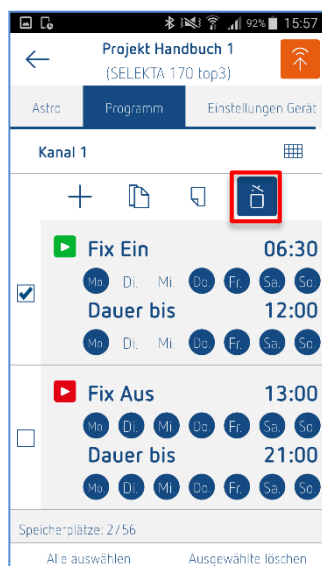 92% 15:57
Projekt Handbuch 1
(SELEKTA 170 top3)
Astro Programm Einstellungen Gerät
Kanal 1
Fix Ein 06:30
Mo. Di. Mi. Do. Fr. Sa. So.
Dauer bis 12:00
Mo. Di. Mi. Do. Fr. Sa. So.
Fix Aus 13:00
Mo. Di. Mi. Do. Fr. Sa. So.
Dauer bis 21:00
Mo. Di. Mi. Do. Fr. Sa. So.
Speicherplätze: 2/56
Alle auswählen Ausgewählte löschen